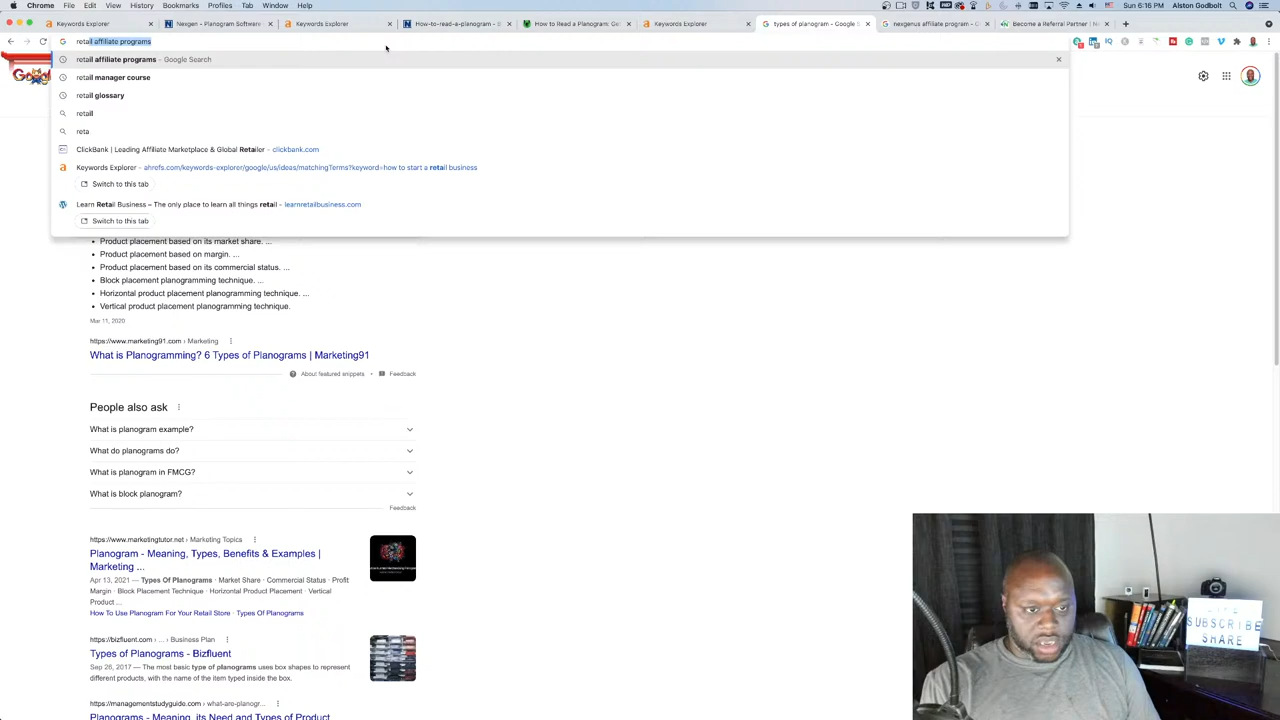 Chrome File Edit View History Bookmarks Profiles Tab Window Help
Sun 6:16 PM Alston Godbolt
Keywords Explorer
Nexgen - Planogram Software
Keywords Explorer
How-to-read-a-planogram - B
How to Read a Planogram: Ge
Keywords Explorer
types of planogram - Google S
nexgenus affiliate program - G
Become a Referral Partner | N
retail affiliate programs
retail affiliate programs - Google Search
retail manager course
retail glossary
retail
reta
ClickBank | Leading Affiliate Marketplace & Global Retailer - clickbank.com
Keywords Explorer - ahrefs.com/keywords-explorer/google/us/ideas/matchingTerms?keyword=how to start a retail business
Switch to this tab
Learn Retail Business – The only place to learn all things retail - learnretailbusiness.com
Switch to this tab
• Product placement based on its market share. ...
• Product placement based on margin. ...
• Product placement based on its commercial status. ...
• Block placement planogramming technique. ...
• Horizontal product placement planogramming technique. ...
• Vertical product placement planogramming technique.
Mar 11, 2020
https://www.marketing91.com › Marketing
What is Planogramming? 6 Types of Planograms | Marketing91
About featured snippets • Feedback
People also ask
What is planogram example?
What do planograms do?
What is planogram in FMCG?
What is block planogram?
Feedback
https://www.marketingtutor.net › Marketing Topics
Planogram - Meaning, Types, Benefits & Examples |
Marketing ...
Apr 13, 2021 — Types Of Planograms · Market Share · Commercial Status · Profit
Margin · Block Placement Technique · Horizontal Product Placement · Vertical
Product ...
How To Use Planogram For Your Retail Store · Types Of Planograms
https://bizfluent.com › ... › Business Plan
Types of Planograms - Bizfluent
Sep 26, 2017 — The most basic type of planograms uses box shapes to represent
different products, with the name of the item typed inside the box.
https://managementstudyguide.com › what-are-planogr...
Planograms - Meaning, its Need and Types of Product
SUBSCRIBE
SHARE